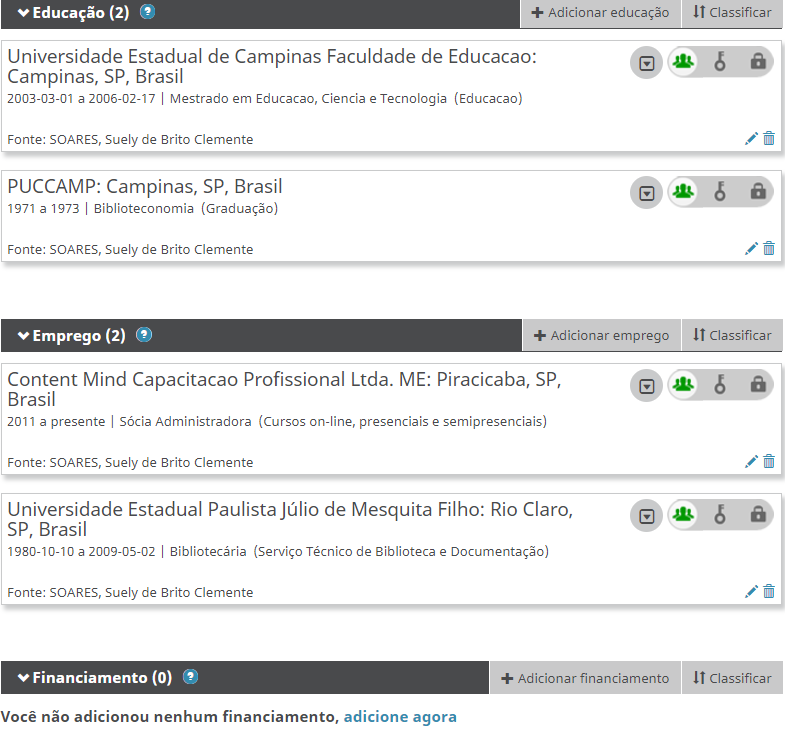 Educação (2) ? Adicionar educação Classificar
Universidade Estadual de Campinas Faculdade de Educacao:
Campinas, SP, Brasil
2003-03-01 a 2006-02-17 | Mestrado em Educacao, Ciencia e Tecnologia (Educacao)
Fonte: SOARES, Suely de Brito Clemente
PUCCAMP: Campinas, SP, Brasil
1971 a 1973 | Biblioteconomia (Graduação)
Fonte: SOARES, Suely de Brito Clemente
Emprego (2) ? Adicionar emprego Classificar
Content Mind Capacitacao Profissional Ltda. ME: Piracicaba, SP,
Brasil
2011 a presente | Sócia Administradora (Cursos on-line, presenciais e semipresenciais)
Fonte: SOARES, Suely de Brito Clemente
Universidade Estadual Paulista Júlio de Mesquita Filho: Rio Claro,
SP, Brasil
1980-10-10 a 2009-05-02 | Bibliotecária (Serviço Técnico de Biblioteca e Documentação)
Fonte: SOARES, Suely de Brito Clemente
Financiamento (0) ? Adicionar financiamento Classificar
Você não adicionou nenhum financiamento, adicione agora